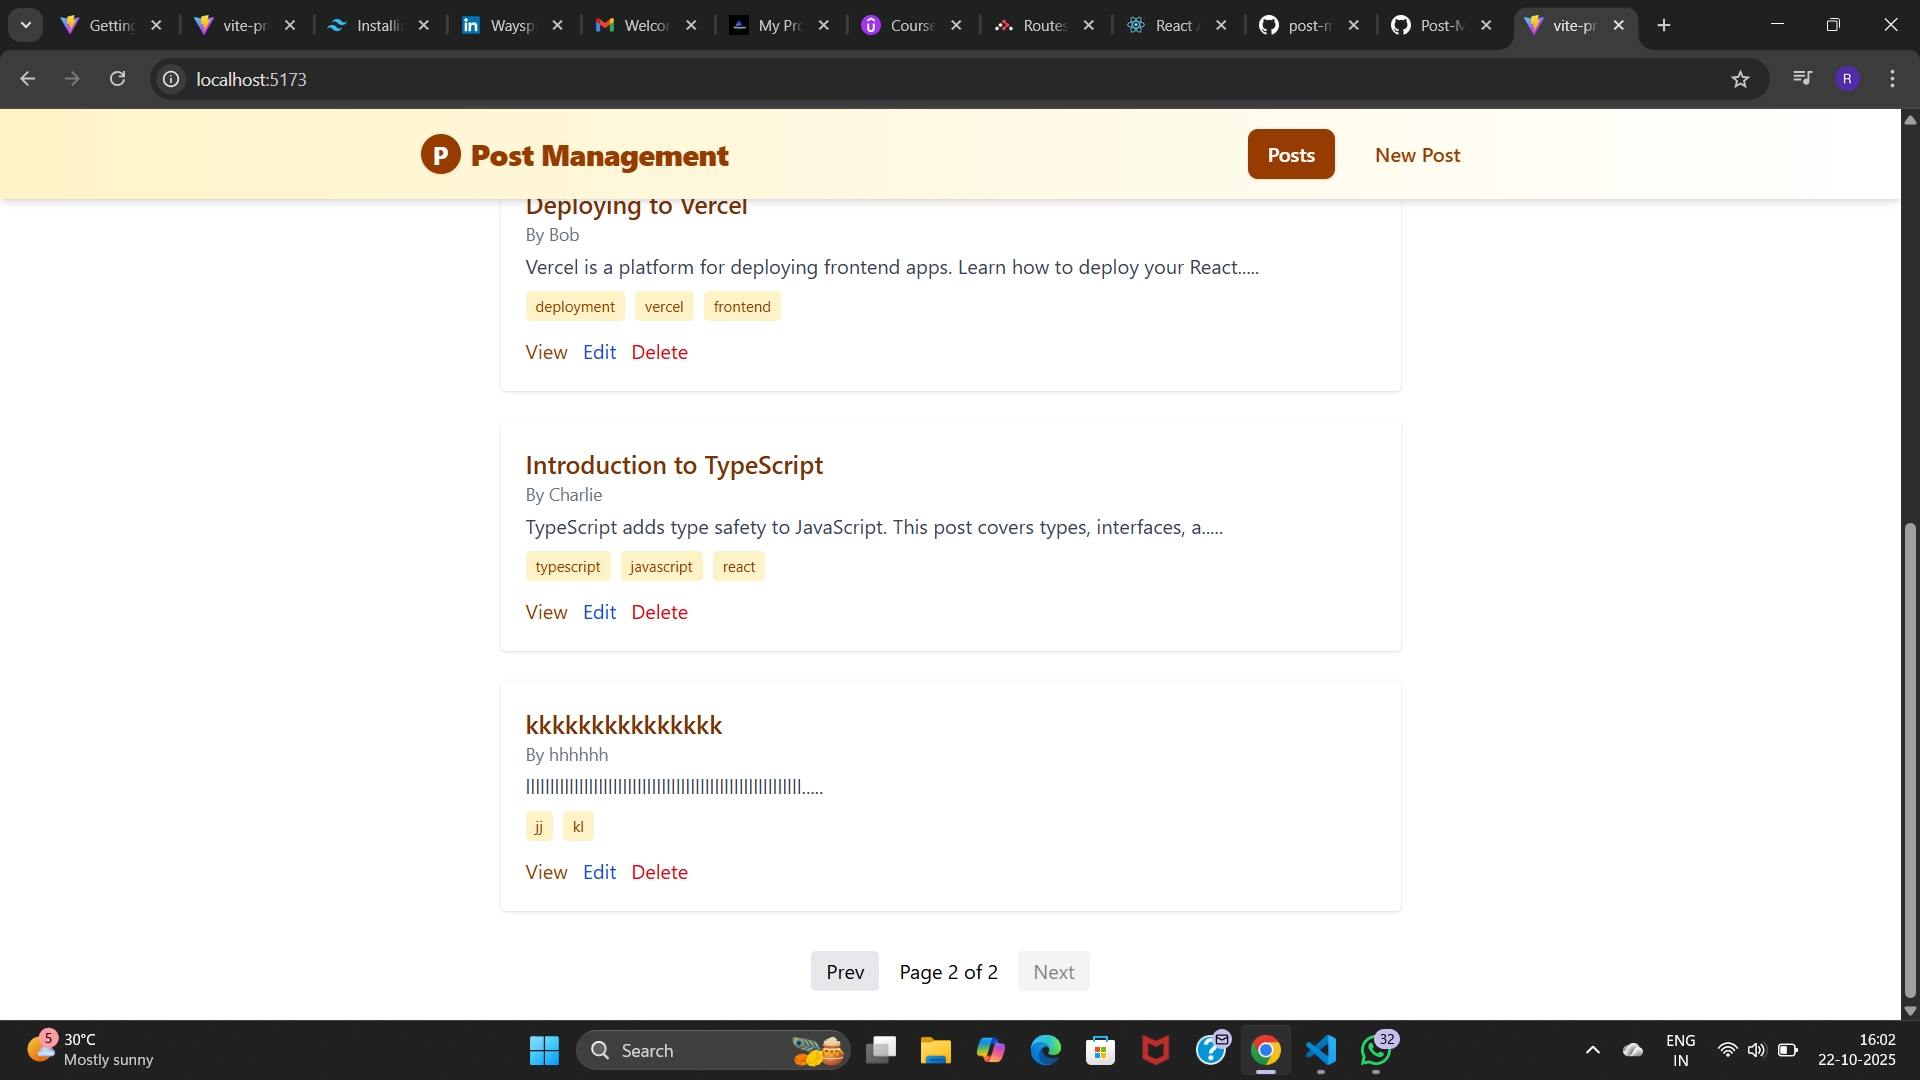 Getting
vite-pr
Installi
Wayspi
Welcor
My Pro
Course
Routes
React A
post-m
Post-M
vite-pr
localhost:5173
R
P Post Management
Posts
New Post
Deploying to Vercel
By Bob
Vercel is a platform for deploying frontend apps. Learn how to deploy your React.....
deployment vercel frontend
View Edit Delete
Introduction to TypeScript
By Charlie
TypeScript adds type safety to JavaScript. This post covers types, interfaces, a.....
typescript javascript react
View Edit Delete
kkkkkkkkkkkkkkk
By hhhhhh
jj kl
View Edit Delete
Prev Page 2 of 2 Next
5
30°C
Mostly sunny
Search
32
ENG
IN
16:02
22-10-2025